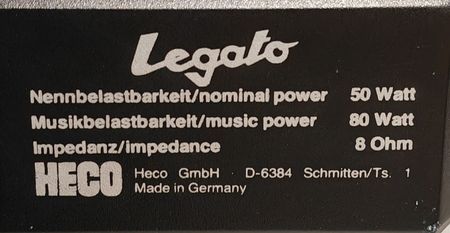 Legato
Nennbelastbarkeit/nominal power 50 Watt
Musikbelastbarkeit/music power 80 Watt
Impedanz/impedance 8 Ohm
HECO Heco GmbH · D-6384 Schmitten/Ts. 1
Made in Germany